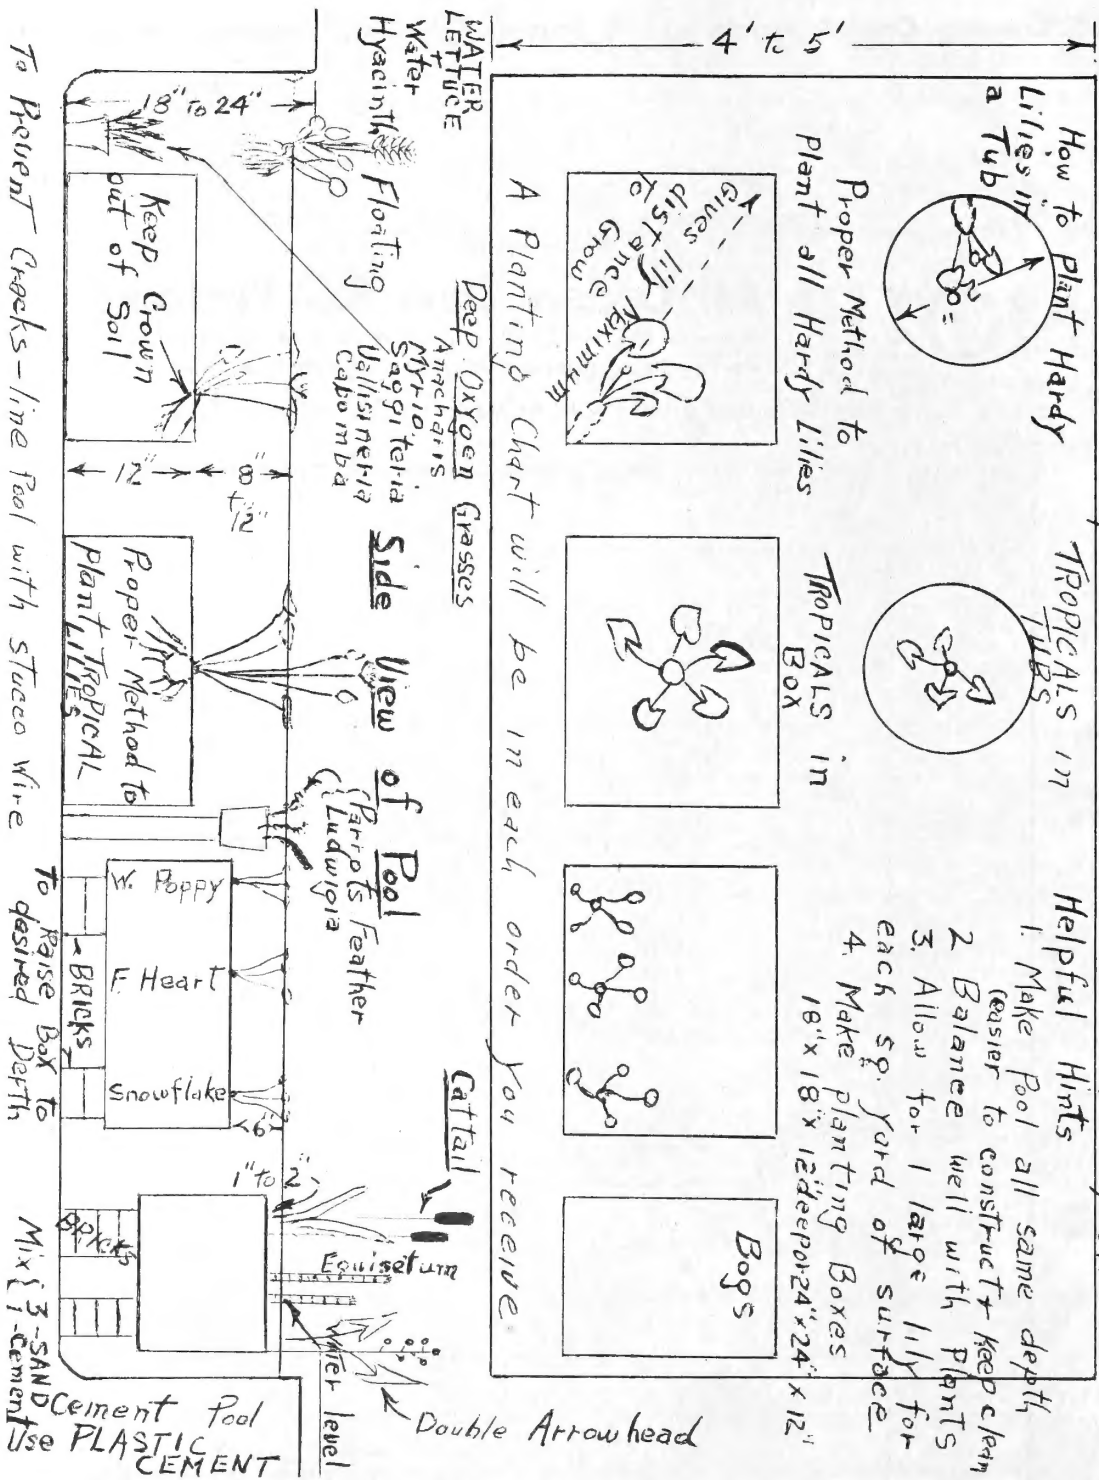 How to plant Hardy
Lilies in
a Tub
TROPICALS in
TUBS
Helpful Hints
1. Make Pool all same depth
(easier to construct + keep clean
2 Balance well with Plants
3. Allow for 1 large lily for
each sq. yard of surface
4. Make planting Boxes
18" x 18" x 12" deep or 24" x 24" x 12"
4' to 5'
Proper Method to
Plant all Hardy Lilies
TROPICALS in
BOX
Gives lily Maximum
distance
To Grow
Bogs
A Planting Chart will be in each order you receive.
WATER
LETTUCE
+
Water
Hyacinth
Floating
Deep Oxygen Grasses
Anacharis
Myrio
Saggiteria
Vallisneria
Cabomba
Side View of Pool
Parrots Feather
Ludwigia
Cattail
Equisetum
Water level
Double Arrowhead
18" To 24"
8"
to
12"
12"
Keep Crown
out of Soil
Proper Method to
Plant TROPICAL
LILIES
W. Poppy
F. Heart
Snowflake
6"
1" to 2"
BRICKS
BRICKS
To Raise Box to
desired Depth
To Prevent Cracks - line Pool with stucco Wire
Mix { 3-SAND
1-Cement
Cement Pool
Use PLASTIC
CEMENT